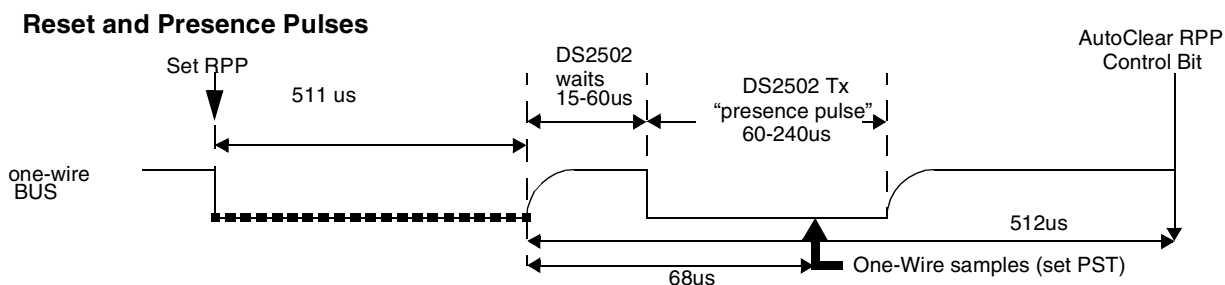 Reset and Presence Pulses
AutoClear RPP
Control Bit
Set RPP
511 us
DS2502
waits
15-60us
DS2502 Tx
“presence pulse”
60-240us
one-wire
BUS
512us
68us
One-Wire samples (set PST)